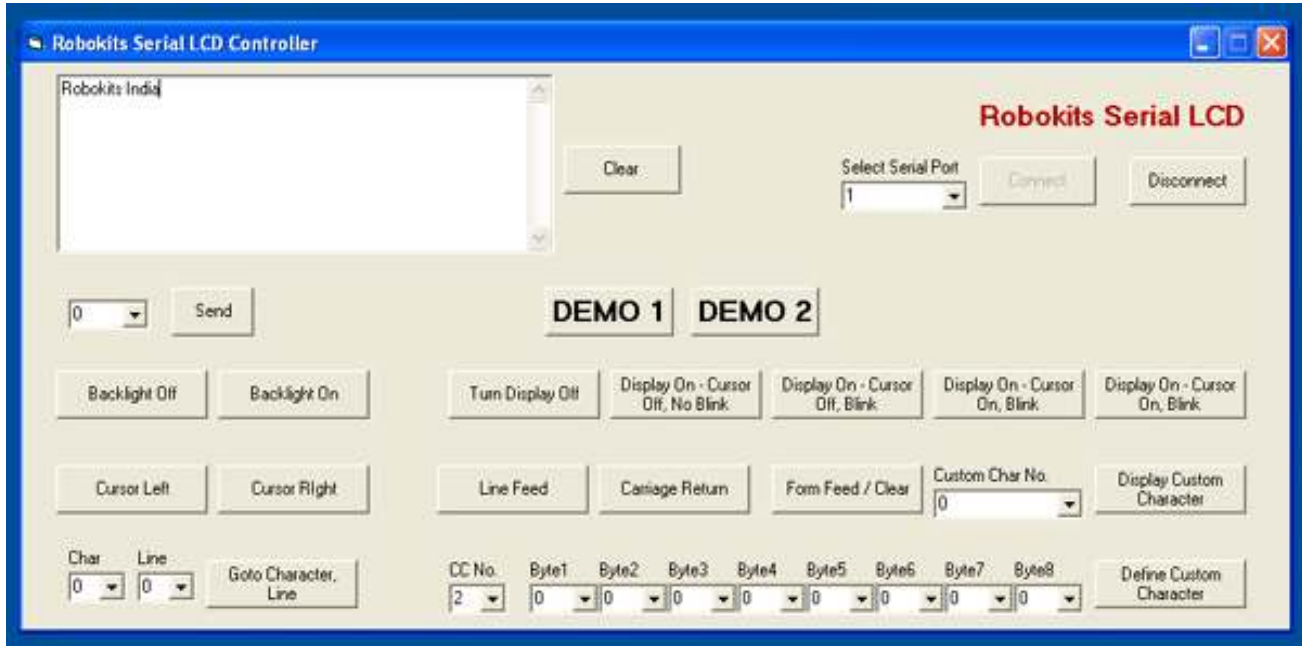 Robokits Serial LCD Controller
Robokits India
Robokits Serial LCD
Clear
Select Serial Port
1
Connect
Disconnect
0
Send
DEMO 1
DEMO 2
Backlight Off
Backlight On
Turn Display Off
Display On - Cursor
Off, No Blink
Display On - Cursor
Off, Blink
Display On - Cursor
On, Blink
Display On - Cursor
On, Blink
Cursor Left
Cursor RIght
Line Feed
Carriage Return
Form Feed / Clear
Custom Char No.
0
Display Custom
Character
Char
Line
0
0
Goto Character,
Line
CC No.
Byte1
Byte2
Byte3
Byte4
Byte5
Byte6
Byte7
Byte8
2
0
0
0
0
0
0
0
0
Define Custom
Character